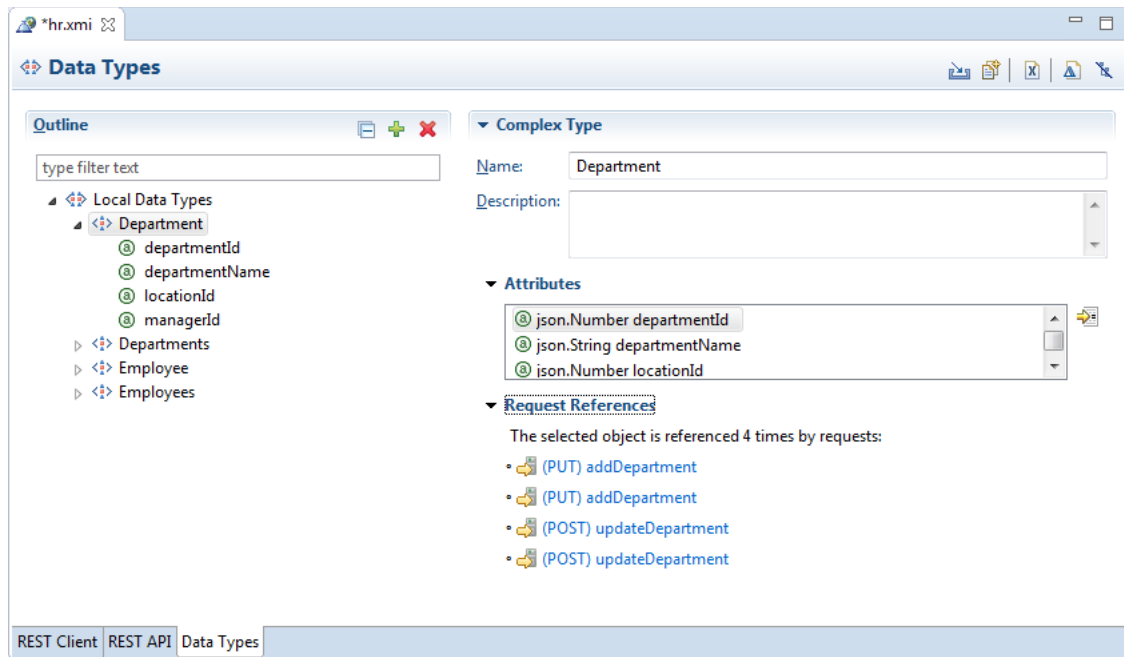 *hr.xmi
Data Types
Outline
type filter text
Local Data Types
Department
departmentId
departmentName
locationId
managerId
Departments
Employee
Employees
Complex Type
Name: Department
Description:
Attributes
json.Number departmentId
json.String departmentName
json.Number locationId
Request References
The selected object is referenced 4 times by requests:
(PUT) addDepartment
(PUT) addDepartment
(POST) updateDepartment
(POST) updateDepartment
REST Client REST API Data Types